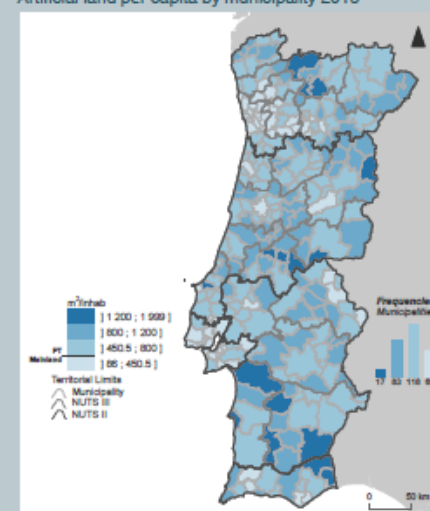 Artificial land per capita by municipality 2018
m²/inhab
] 1 200 ; 1 999 ]
] 800 ; 1 200 ]
] 450.5 ; 800 ]
[ 86 ; 450.5 ]
PT
Mainland
Territorial Limits
Municipality
NUTS III
NUTS II
Frequencies
Municipalities
17 83 118
0 50 km